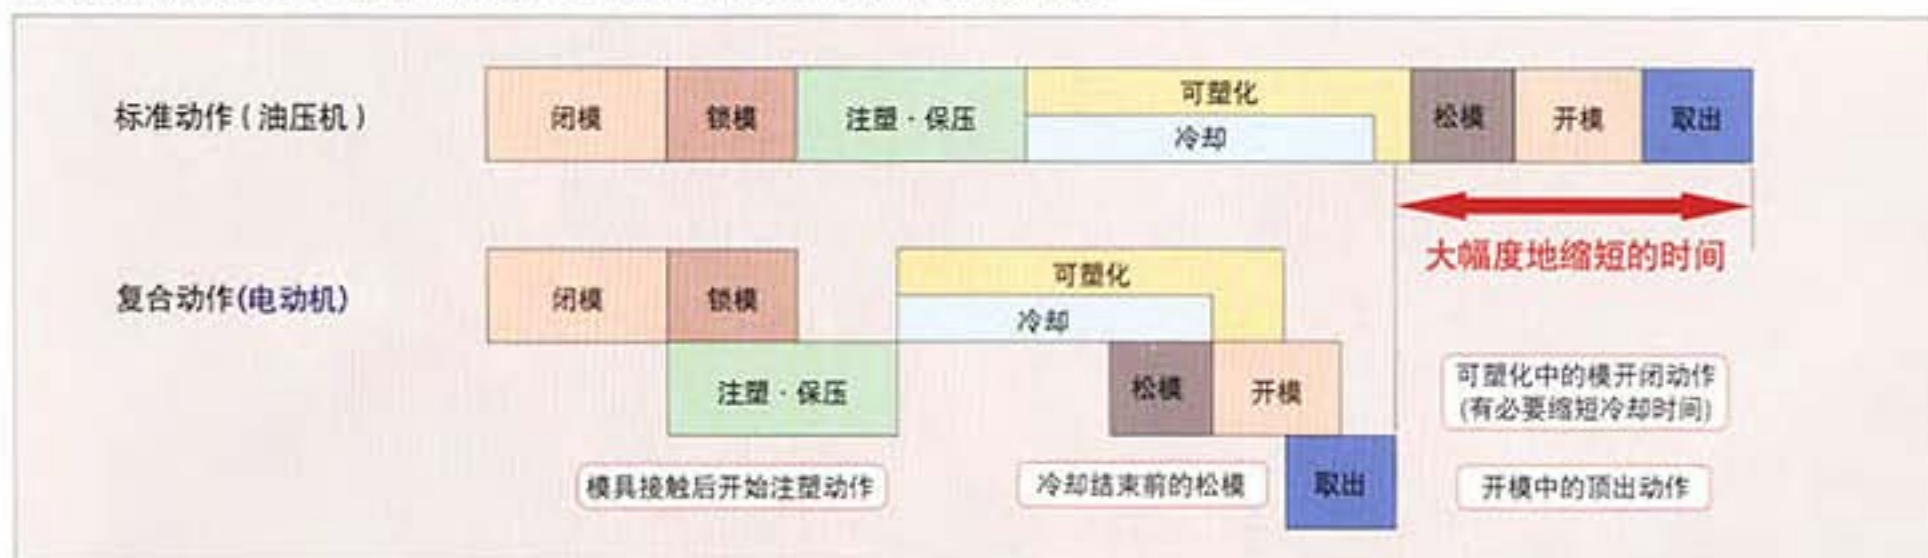 标准动作(油压机)
闭模
锁模
注塑·保压
可塑化
冷却
松模
开模
取出
大幅度地缩短的时间
复合动作(电动机)
闭模
锁模
可塑化
冷却
注塑·保压
松模
开模
取出
可塑化中的模开闭动作
(有必要缩短冷却时间)
模具接触后开始注塑动作
冷却结束前的松模
开模中的顶出动作